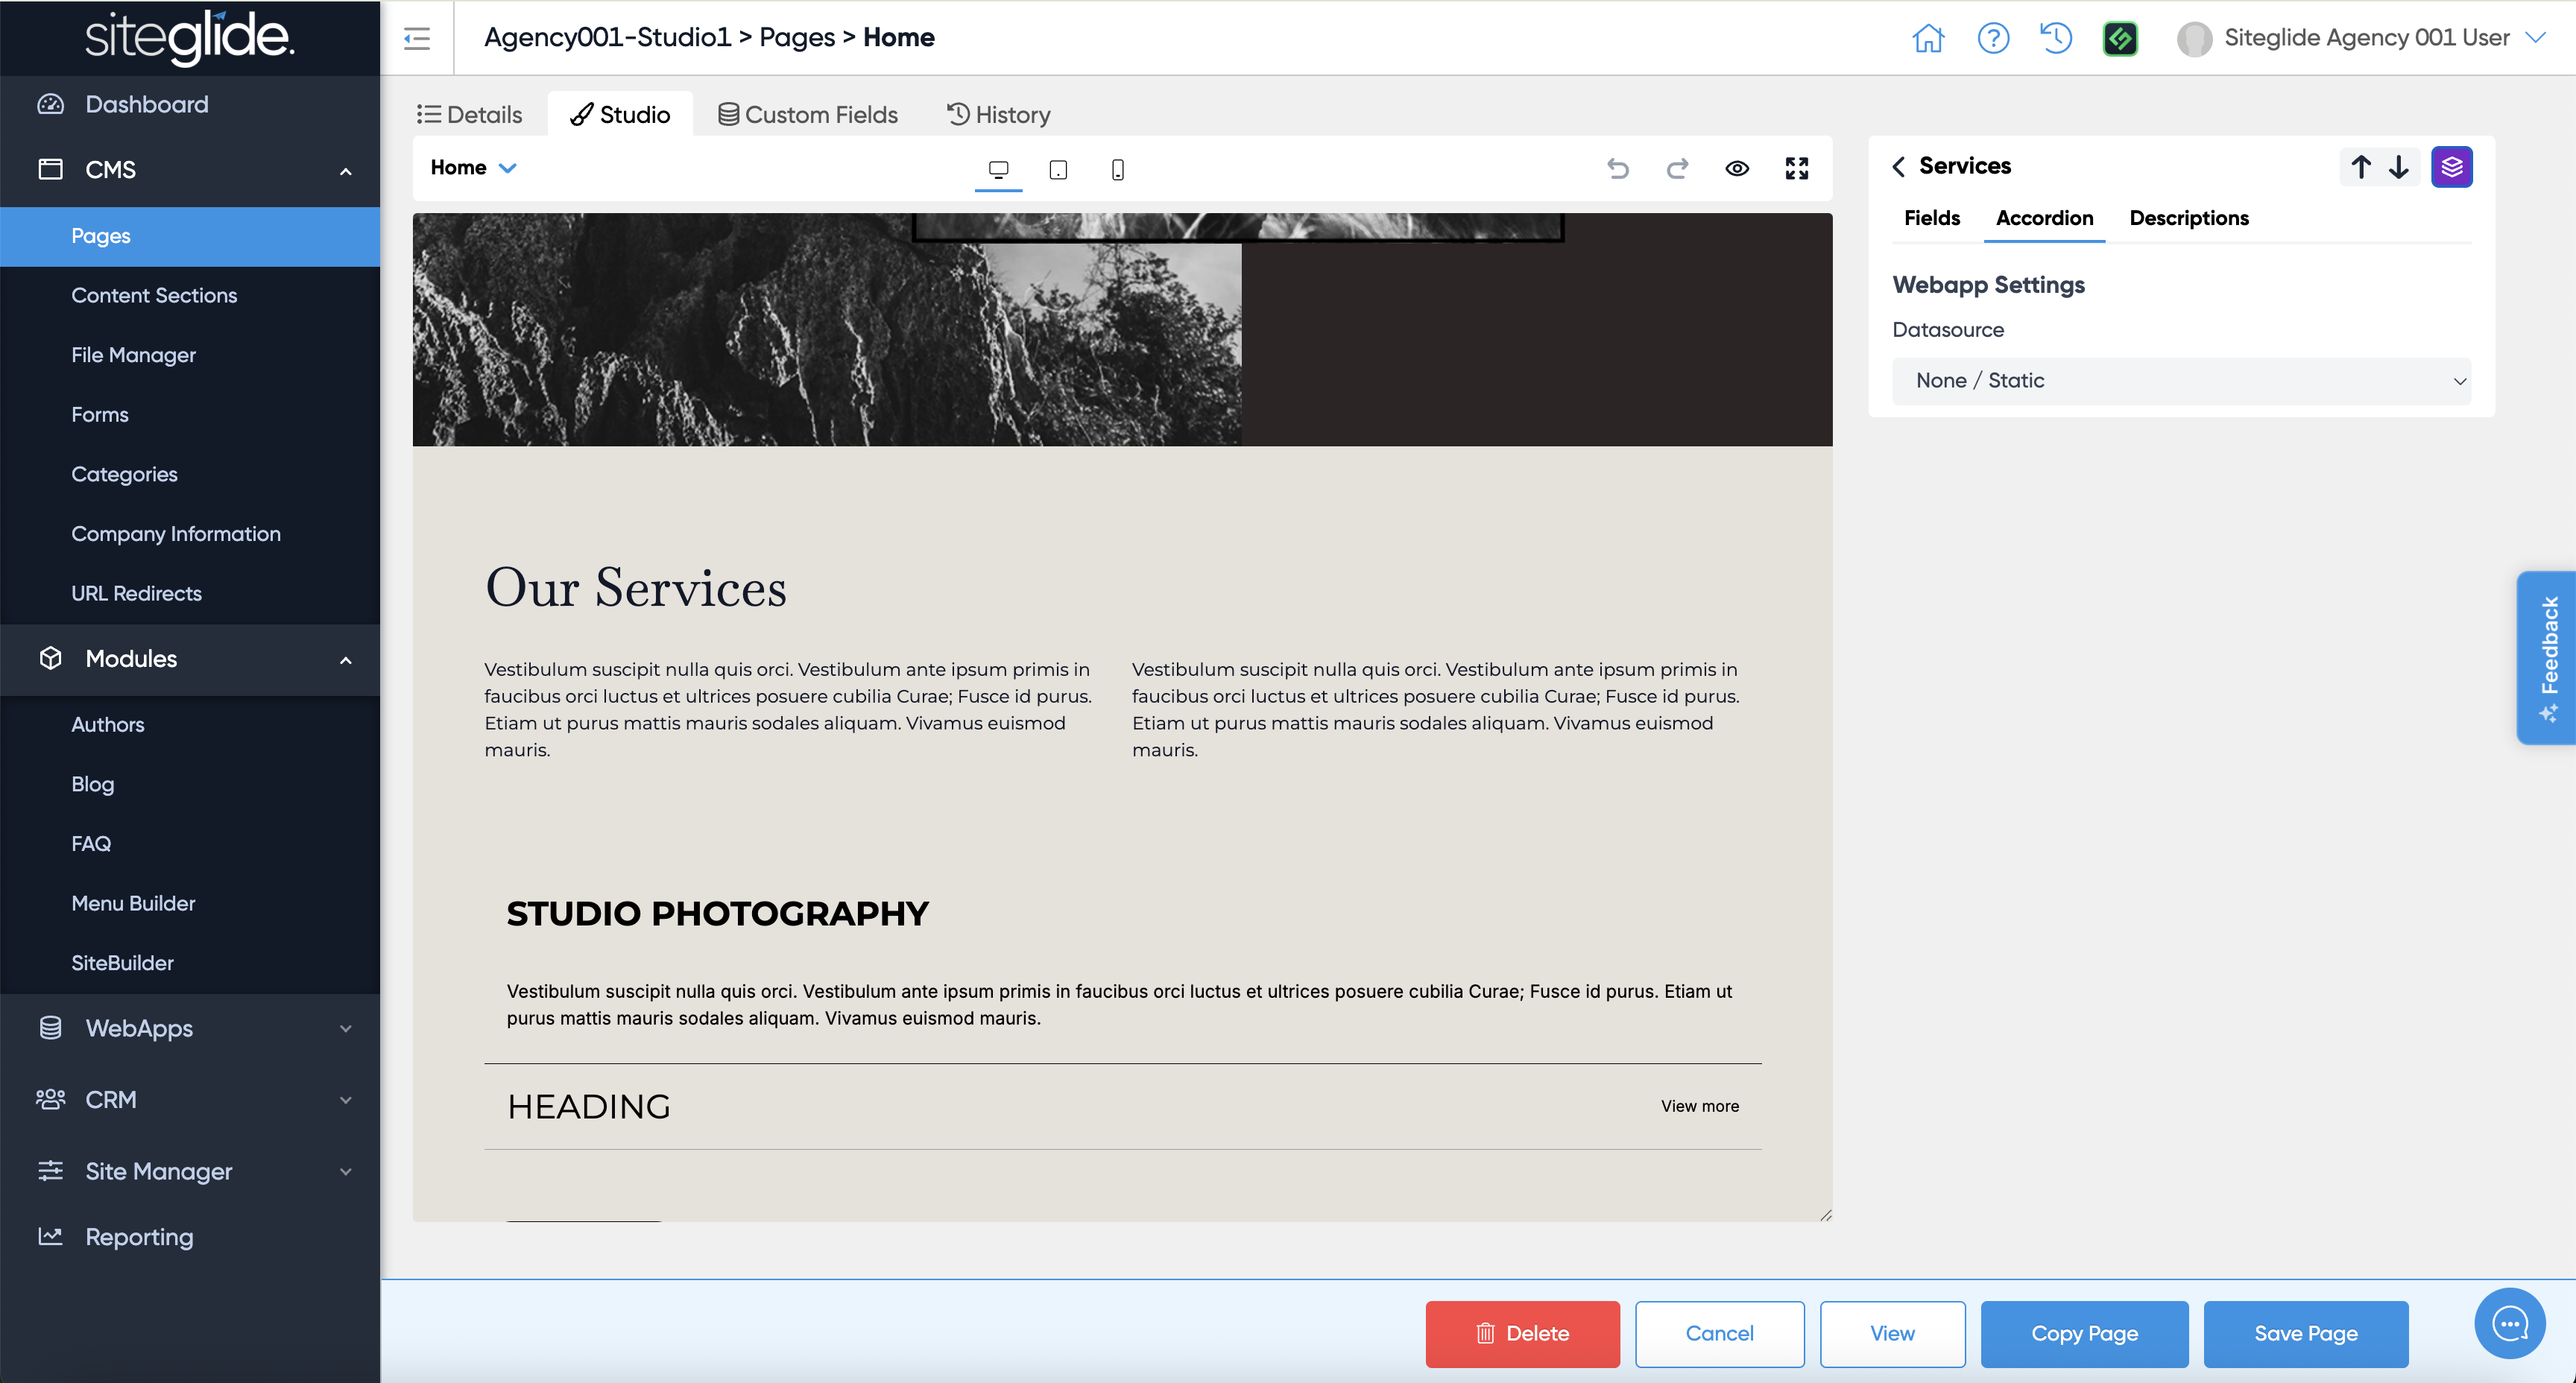 siteglide.
Agency001-Studio1 > Pages > Home
Siteglide Agency 001 User
Dashboard
CMS
Pages
Content Sections
File Manager
Forms
Categories
Company Information
URL Redirects
Modules
Authors
Blog
FAQ
Menu Builder
SiteBuilder
WebApps
CRM
Site Manager
Reporting
Details
Studio
Custom Fields
History
Home
Our Services
Vestibulum suscipit nulla quis orci. Vestibulum ante ipsum primis in
faucibus orci luctus et ultrices posuere cubilia Curae; Fusce id purus.
Etiam ut purus mattis mauris sodales aliquam. Vivamus euismod
mauris.
Vestibulum suscipit nulla quis orci. Vestibulum ante ipsum primis in
faucibus orci luctus et ultrices posuere cubilia Curae; Fusce id purus.
Etiam ut purus mattis mauris sodales aliquam. Vivamus euismod
mauris.
STUDIO PHOTOGRAPHY
Vestibulum suscipit nulla quis orci. Vestibulum ante ipsum primis in faucibus orci luctus et ultrices posuere cubilia Curae; Fusce id purus. Etiam ut
purus mattis mauris sodales aliquam. Vivamus euismod mauris.
HEADING
View more
Services
Fields
Accordion
Descriptions
Webapp Settings
Datasource
None / Static
Feedback
Delete
Cancel
View
Copy Page
Save Page